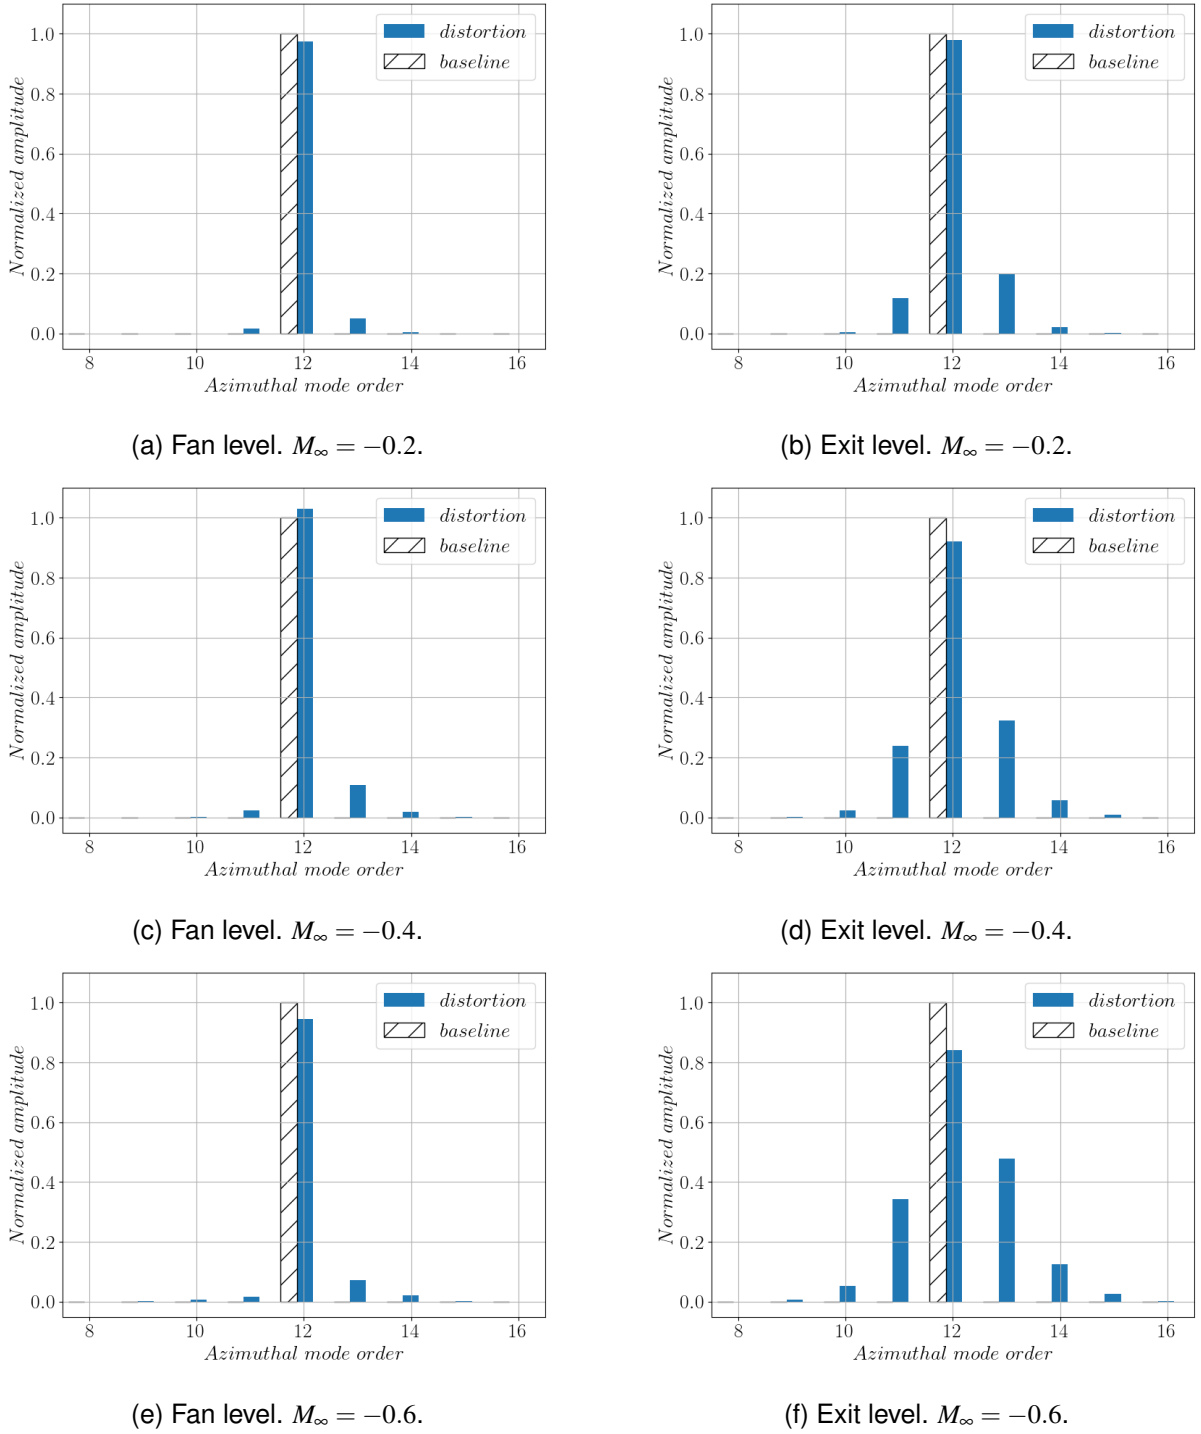 distortion
baseline
Normalized amplitude
1.0
0.8
0.6
0.4
0.2
0.0
8 10 12 14 16
Azimuthal mode order
(a) Fan level. M∞ = −0.2.
distortion
baseline
Normalized amplitude
1.0
0.8
0.6
0.4
0.2
0.0
8 10 12 14 16
Azimuthal mode order
(b) Exit level. M∞ = −0.2.
distortion
baseline
Normalized amplitude
1.0
0.8
0.6
0.4
0.2
0.0
8 10 12 14 16
Azimuthal mode order
(c) Fan level. M∞ = −0.4.
distortion
baseline
Normalized amplitude
1.0
0.8
0.6
0.4
0.2
0.0
8 10 12 14 16
Azimuthal mode order
(d) Exit level. M∞ = −0.4.
distortion
baseline
Normalized amplitude
1.0
0.8
0.6
0.4
0.2
0.0
8 10 12 14 16
Azimuthal mode order
(e) Fan level. M∞ = −0.6.
distortion
baseline
Normalized amplitude
1.0
0.8
0.6
0.4
0.2
0.0
8 10 12 14 16
Azimuthal mode order
(f) Exit level. M∞ = −0.6.